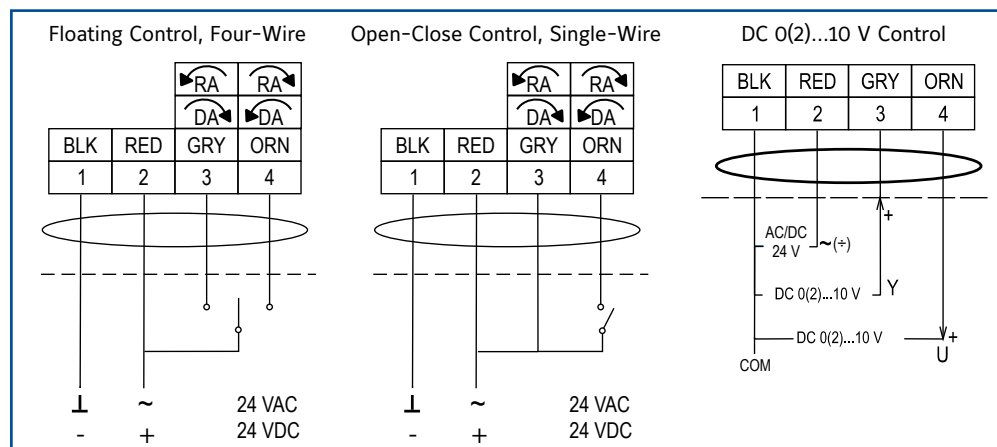 Floating Control, Four-Wire
RA RA
DA DA
BLK RED GRY ORN
1 2 3 4
⊥ ~ 24 VAC
- + 24 VDC
Open-Close Control, Single-Wire
RA RA
DA DA
BLK RED GRY ORN
1 2 3 4
⊥ ~ 24 VAC
- + 24 VDC
DC 0(2)...10 V Control
BLK RED GRY ORN
1 2 3 4
+
AC/DC
24 V ~(÷)
DC 0(2)...10 V Y
DC 0(2)...10 V +
U
COM